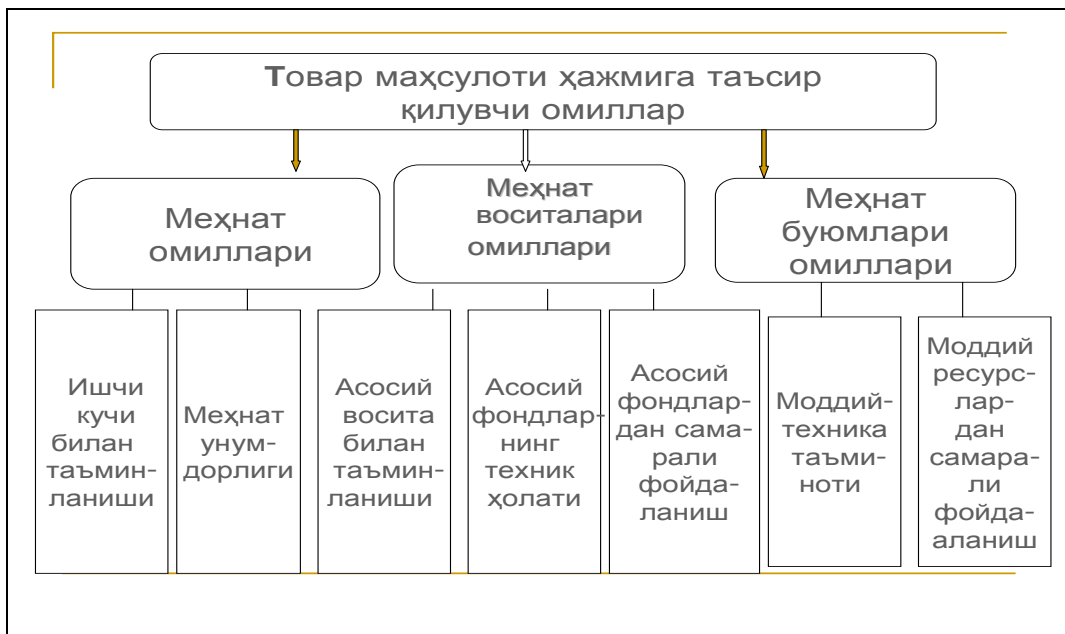 Товар маҳсулоти ҳажмига таъсир
қилувчи омиллар
Меҳнат
омиллари
Меҳнат
воситалари
омиллари
Меҳнат
буюмлари
омиллари
Ишчи
кучи
билан
таъмин-
ланиши
Меҳнат
унум-
дорлиги
Асосий
восита
билан
таъмин-
ланиши
Асосий
фондлар-
нинг
техник
ҳолати
Асосий
фондлар-
дан сама-
рали
фойда-
ланиш
Моддий-
техника
таъми-
ноти
Моддий
ресурс-
лар-
дан
самара-
ли
фойда-
аланиш